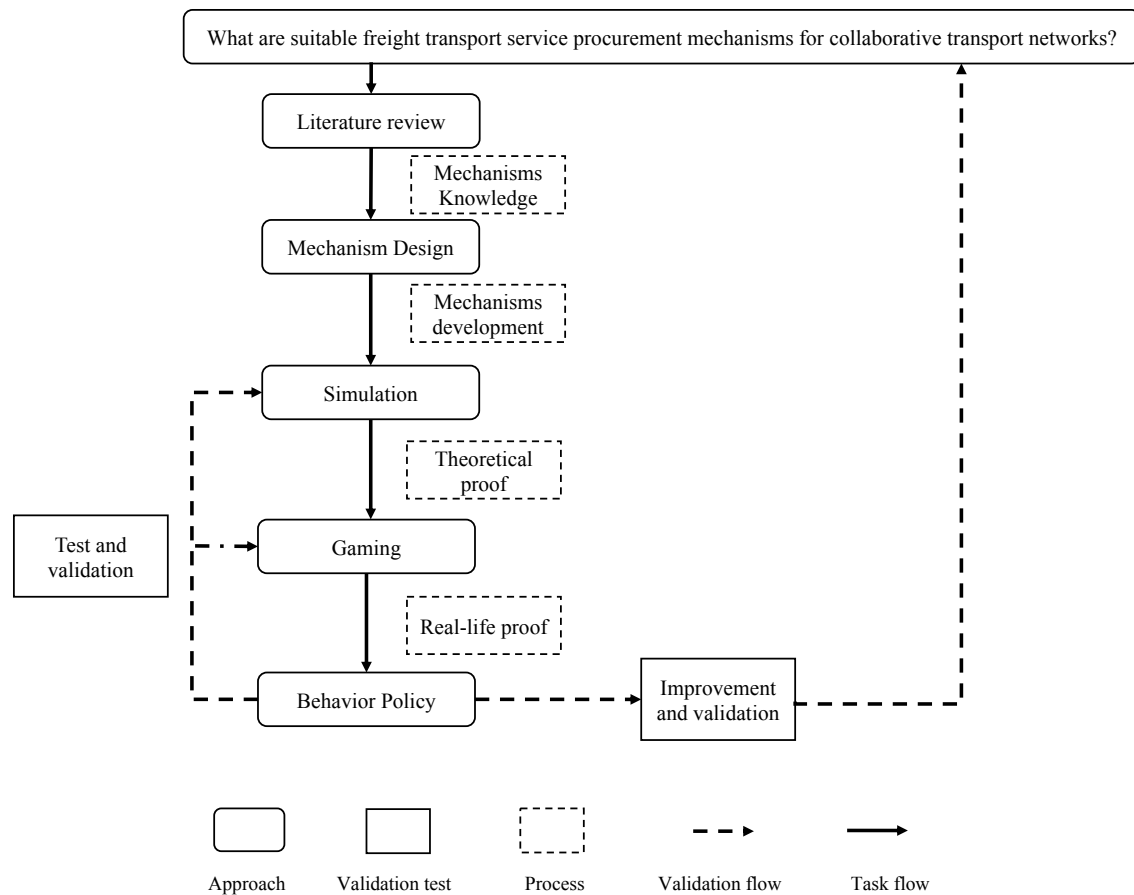 What are suitable freight transport service procurement mechanisms for collaborative transport networks?
Literature review
Mechanisms
Knowledge
Mechanism Design
Mechanisms
development
Simulation
Theoretical
proof
Test and
validation
Gaming
Real-life proof
Behavior Policy
Improvement
and validation
Approach
Validation test
Process
Validation flow
Task flow